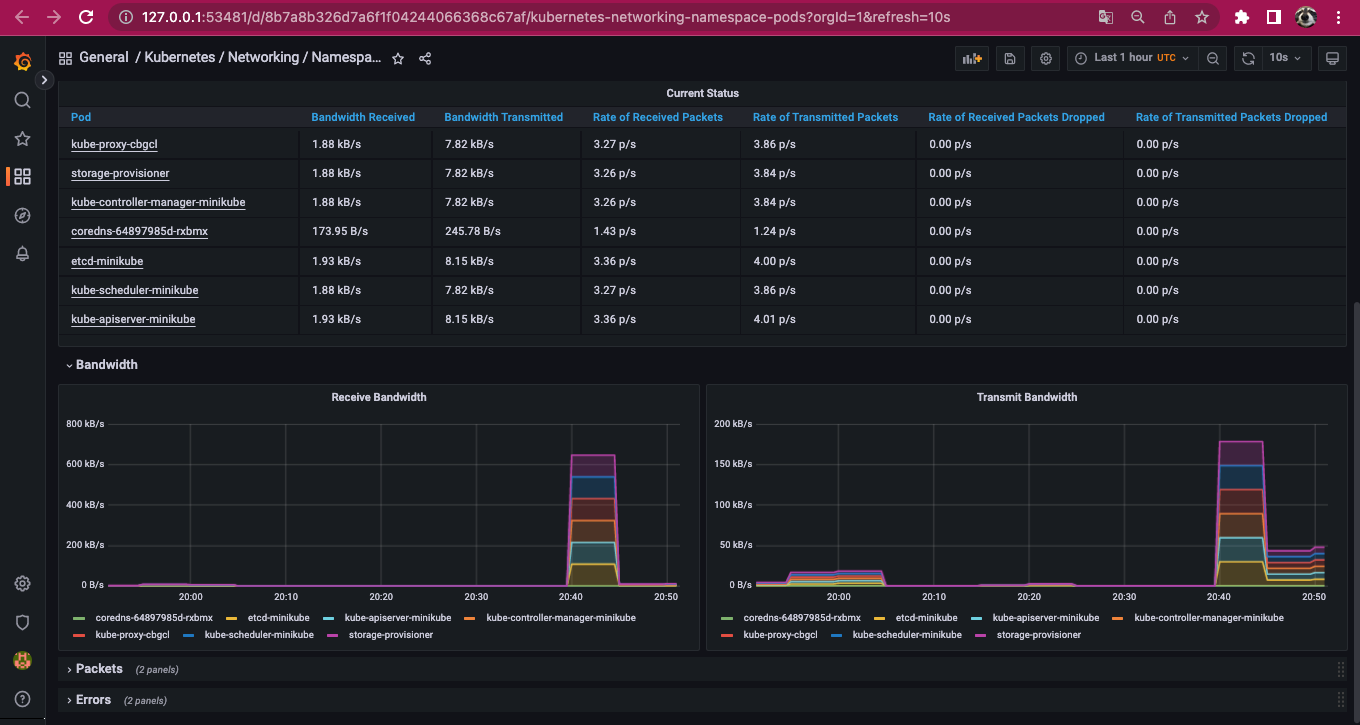 127.0.0.1:53481/d/8b7a8b326d7a6f1f04244066368c67af/kubernetes-networking-namespace-pods?orgId=1&refresh=10s
General / Kubernetes / Networking / Namespa... Last 1 hour UTC 10s
Current Status
Pod Bandwidth Received Bandwidth Transmitted Rate of Received Packets Rate of Transmitted Packets Rate of Received Packets Dropped Rate of Transmitted Packets Dropped
kube-proxy-cbgcl 1.88 kB/s 7.82 kB/s 3.27 p/s 3.86 p/s 0.00 p/s 0.00 p/s
storage-provisioner 1.88 kB/s 7.82 kB/s 3.26 p/s 3.84 p/s 0.00 p/s 0.00 p/s
kube-controller-manager-minikube 1.88 kB/s 7.82 kB/s 3.26 p/s 3.84 p/s 0.00 p/s 0.00 p/s
coredns-64897985d-rxbmx 173.95 B/s 245.78 B/s 1.43 p/s 1.24 p/s 0.00 p/s 0.00 p/s
etcd-minikube 1.93 kB/s 8.15 kB/s 3.36 p/s 4.00 p/s 0.00 p/s 0.00 p/s
kube-scheduler-minikube 1.88 kB/s 7.82 kB/s 3.27 p/s 3.86 p/s 0.00 p/s 0.00 p/s
kube-apiserver-minikube 1.93 kB/s 8.15 kB/s 3.36 p/s 4.01 p/s 0.00 p/s 0.00 p/s
Bandwidth
Receive Bandwidth
800 kB/s
600 kB/s
400 kB/s
200 kB/s
0 B/s
20:00 20:10 20:20 20:30 20:40 20:50
coredns-64897985d-rxbmx etcd-minikube kube-apiserver-minikube kube-controller-manager-minikube
kube-proxy-cbgcl kube-scheduler-minikube storage-provisioner
Transmit Bandwidth
200 kB/s
150 kB/s
100 kB/s
50 kB/s
0 B/s
20:00 20:10 20:20 20:30 20:40 20:50
coredns-64897985d-rxbmx etcd-minikube kube-apiserver-minikube kube-controller-manager-minikube
kube-proxy-cbgcl kube-scheduler-minikube storage-provisioner
Packets (2 panels)
Errors (2 panels)